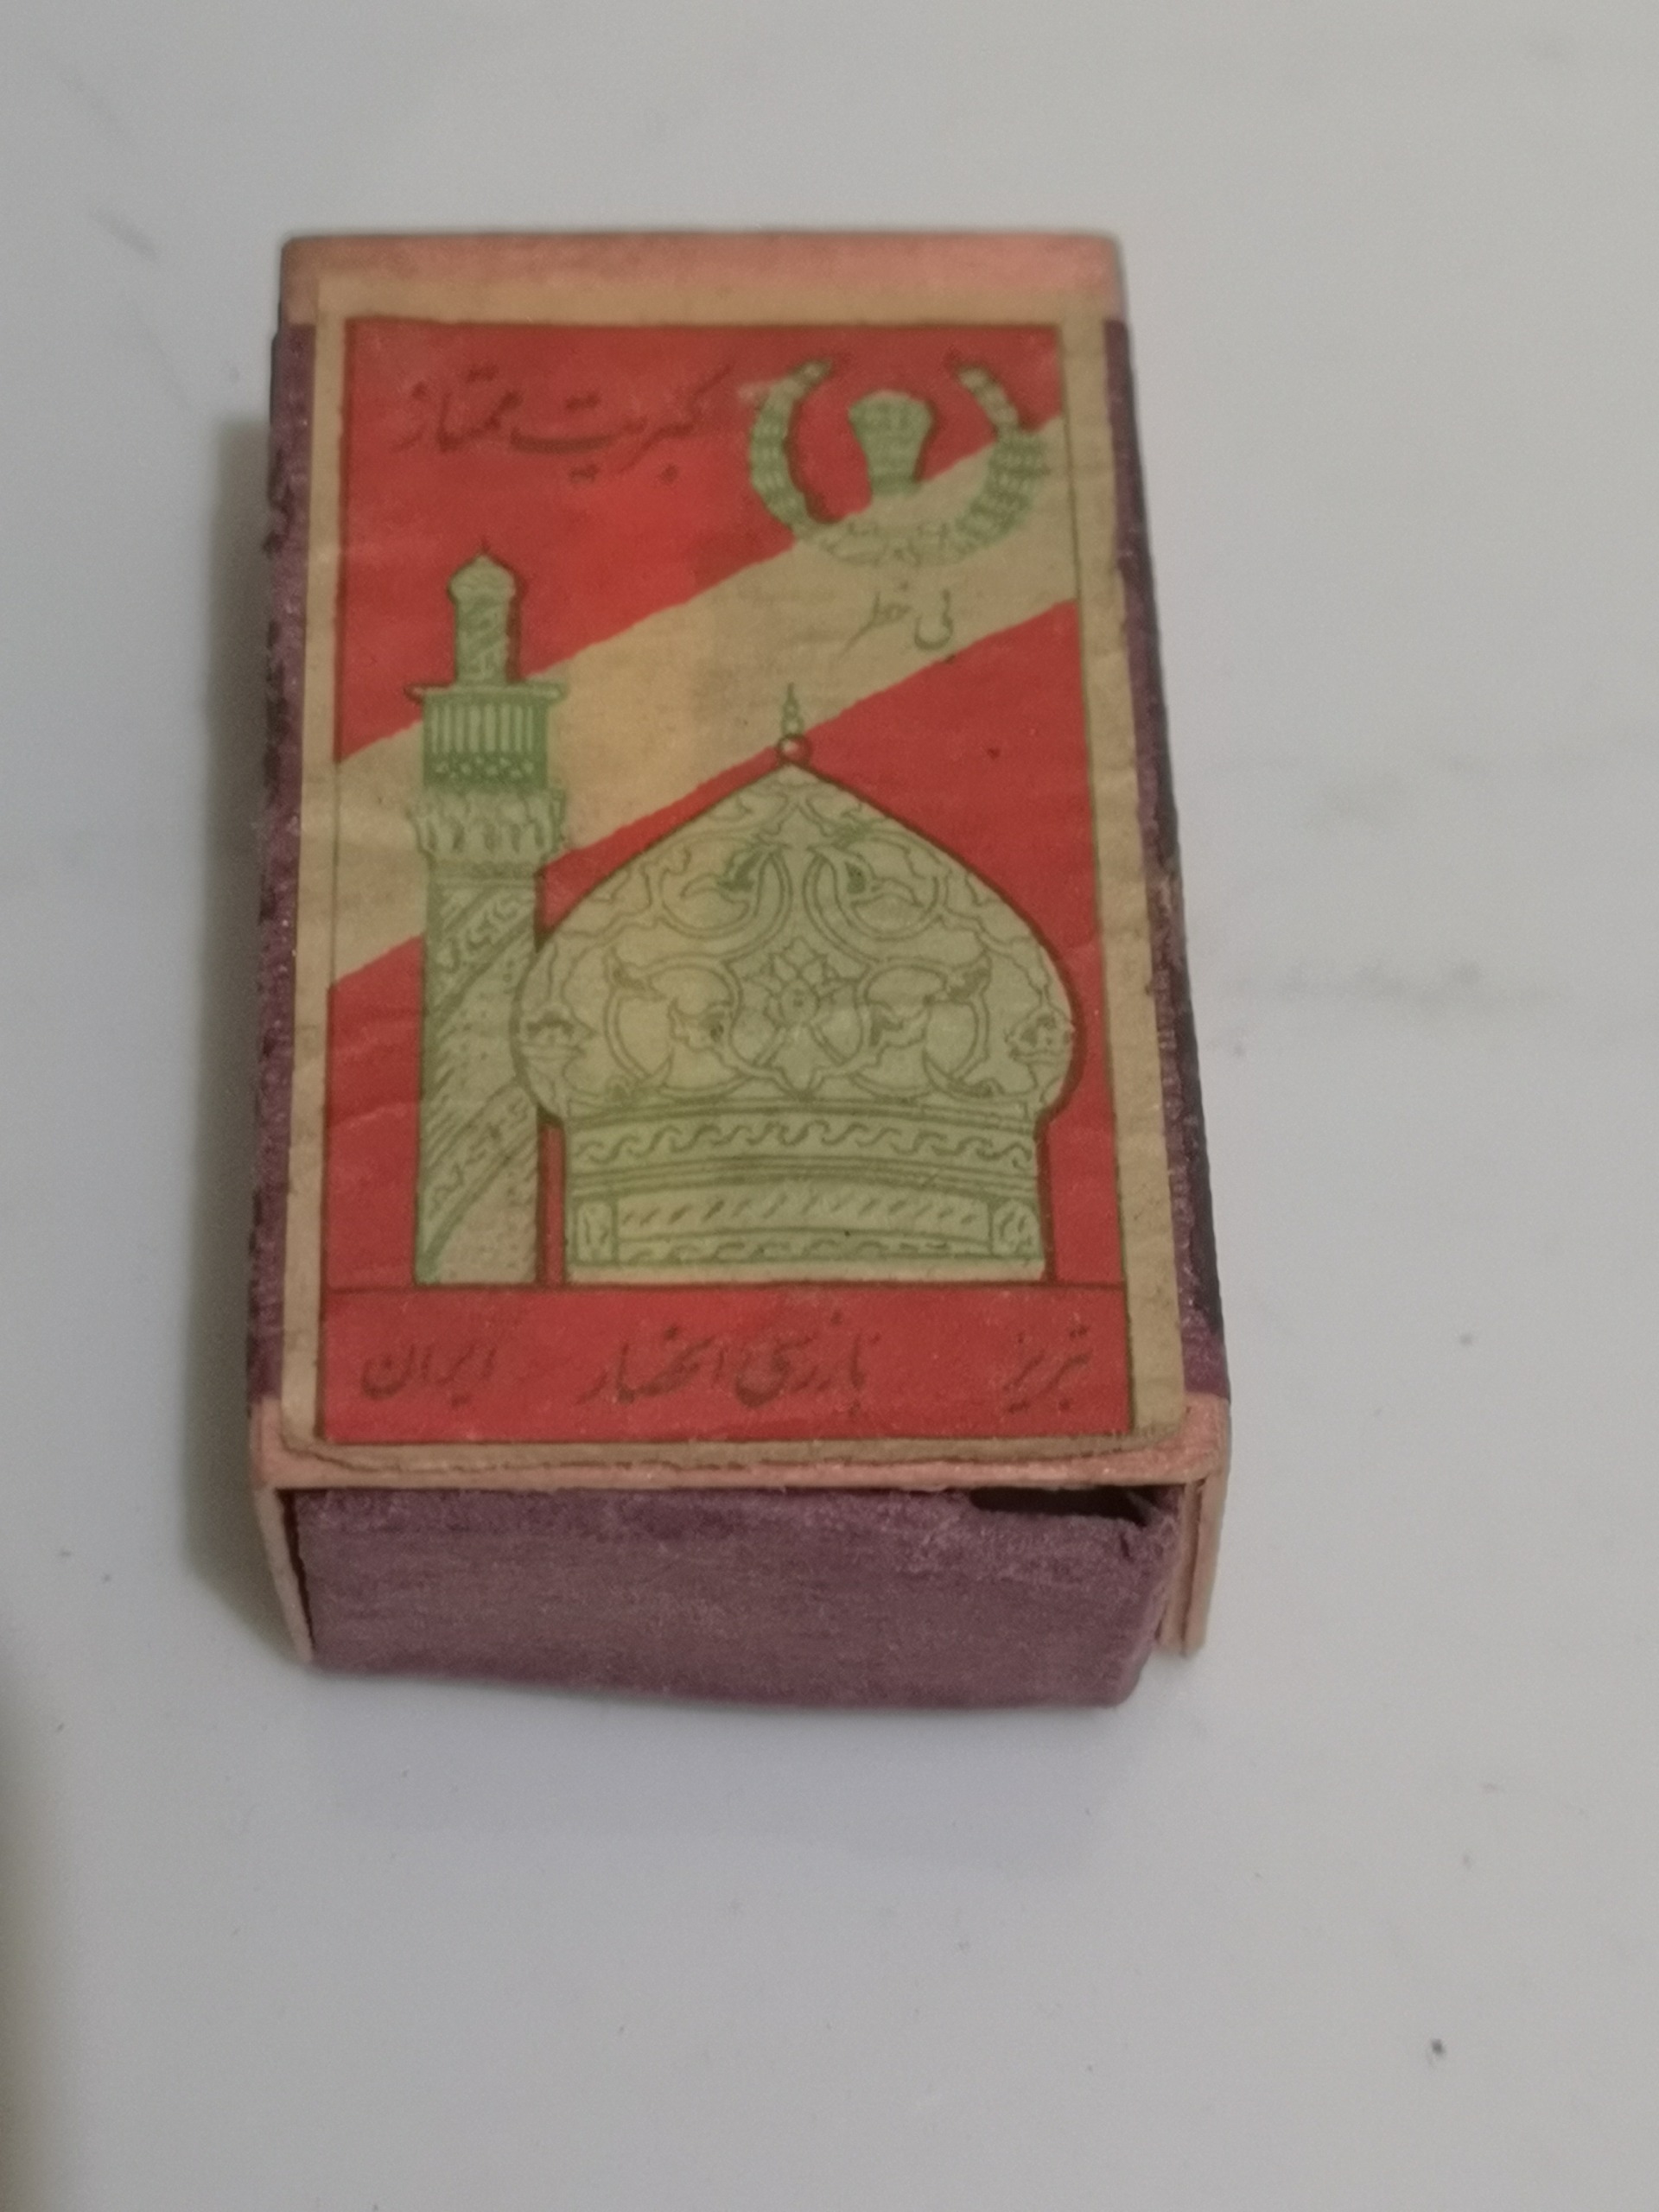 کبریت ممتاز
بی خطر
تبریز بازرسی انحصار ایران